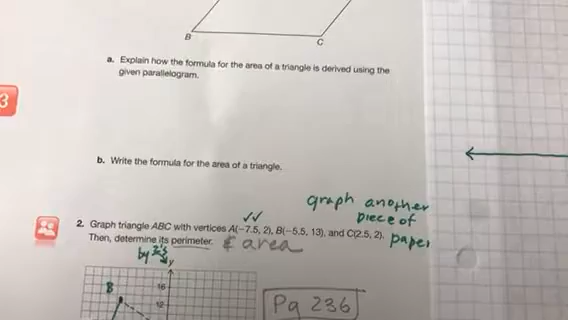 B
C
a. Explain how the formula for the area of a triangle is derived using the
given parallelogram.
3
b. Write the formula for the area of a triangle.
graph another
piece of
paper
2. Graph triangle ABC with vertices A(−7.5, 2), B(−5.5, 13), and C(2.5, 2).
Then, determine its perimeter. & area
by 2's
y
B
16
12
Pg 236